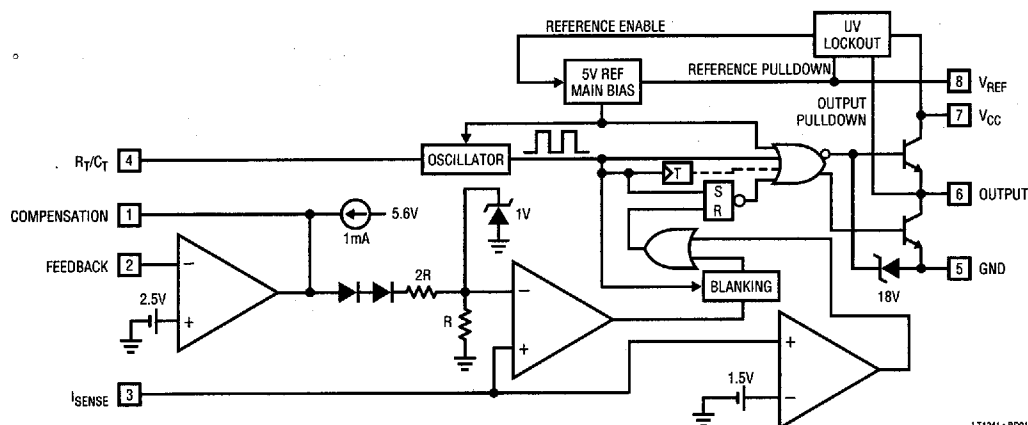 REFERENCE ENABLE
UV
LOCKOUT
5V REF
MAIN BIAS
REFERENCE PULLDOWN
8 VREF
OUTPUT
PULLDOWN
7 VCC
RT/CT 4
OSCILLATOR
T
6 OUTPUT
COMPENSATION 1
5.6V
1mA
1V
S
R
FEEDBACK 2
−
2R
18V
5 GND
BLANKING
2.5V
+
R
−
+
+
1.5V
−
ISENSE 3